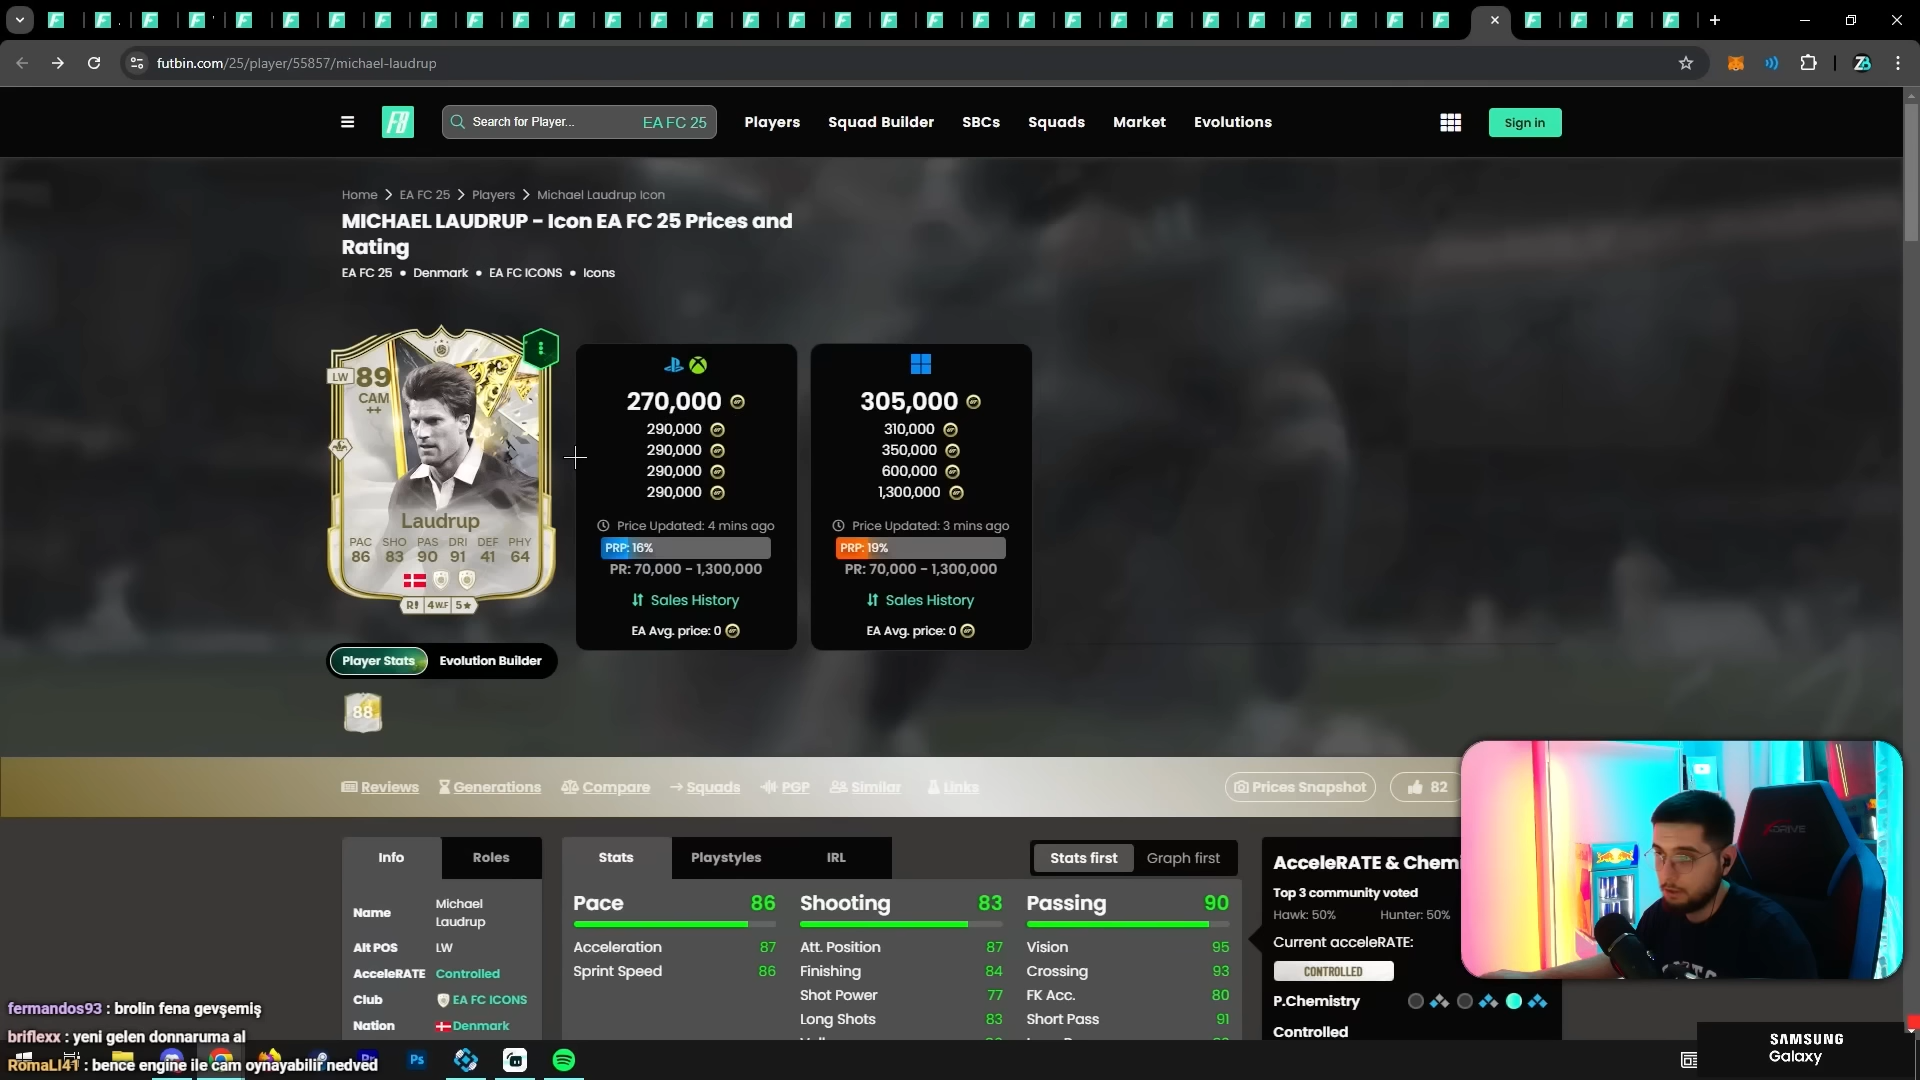 futbin.com/25/player/55857/michael-laudrup
Search for Player...
EA FC 25
Players
Squad Builder
SBCs
Squads
Market
Evolutions
Sign in
Home > EA FC 25 > Players > Michael Laudrup Icon
MICHAEL LAUDRUP - Icon EA FC 25 Prices and
Rating
EA FC 25 • Denmark • EA FC ICONS • Icons
LW
89
CAM
++
Laudrup
PAC SHO PAS DRI DEF PHY
86 83 90 91 41 64
R 4 W.F 5★
270,000
290,000
290,000
290,000
290,000
Price Updated: 4 mins ago
PRP: 16%
PR: 70,000 - 1,300,000
Sales History
EA Avg. price: 0
305,000
310,000
350,000
600,000
1,300,000
Price Updated: 3 mins ago
PRP: 19%
PR: 70,000 - 1,300,000
Sales History
EA Avg. price: 0
Player Stats
Evolution Builder
88
Reviews
Generations
Compare
Squads
PGP
Similar
Links
Prices Snapshot
82
Info
Roles
Name Michael Laudrup
Alt POS LW
AcceleRATE Controlled
Club EA FC ICONS
Nation Denmark
Stats
Playstyles
IRL
Stats first
Graph first
Pace 86
Acceleration 87
Sprint Speed 86
Shooting 83
Att. Position 87
Finishing 84
Shot Power 77
Long Shots 83
Passing 90
Vision 95
Crossing 93
FK Acc. 80
Short Pass 91
AcceleRATE & Chemi
Top 3 community voted
Hawk: 50% Hunter: 50%
Current acceleRATE:
CONTROLLED
P.Chemistry
Controlled
XDRIVE
Red Bull
fermandos93 : brolin fena gevşemiş
briflexx : yeni gelen donnaruma al
RomaLI41 : bence engine ile cam oynayabilir nedved
Ps
SAMSUNG
Galaxy